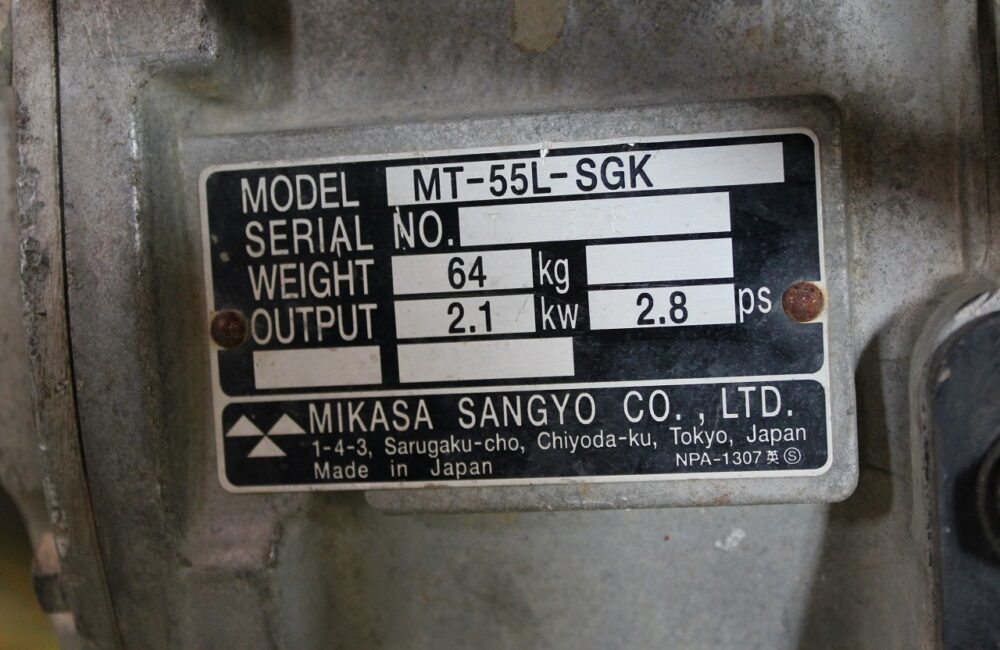 MODEL MT-55L-SGK
SERIAL NO.
WEIGHT 64 kg
OUTPUT 2.1 kw 2.8 ps
MIKASA SANGYO CO., LTD.
1-4-3, Sarugaku-cho, Chiyoda-ku, Tokyo, Japan
Made in Japan NPA-1307 英 Ⓢ